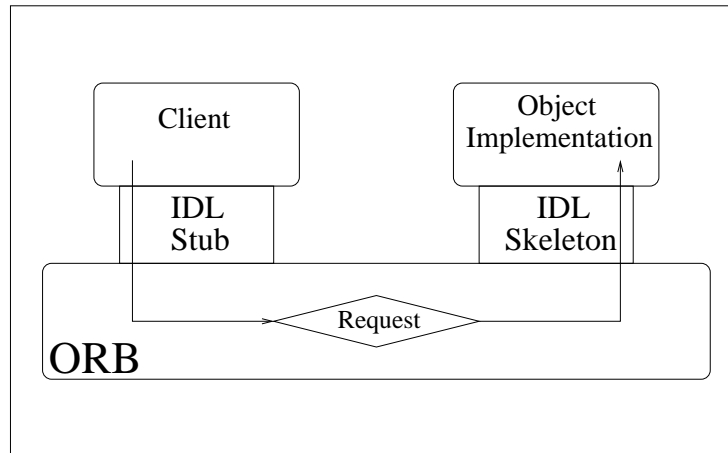 Client
Object
Implementation
IDL
Stub
IDL
Skeleton
Request
ORB